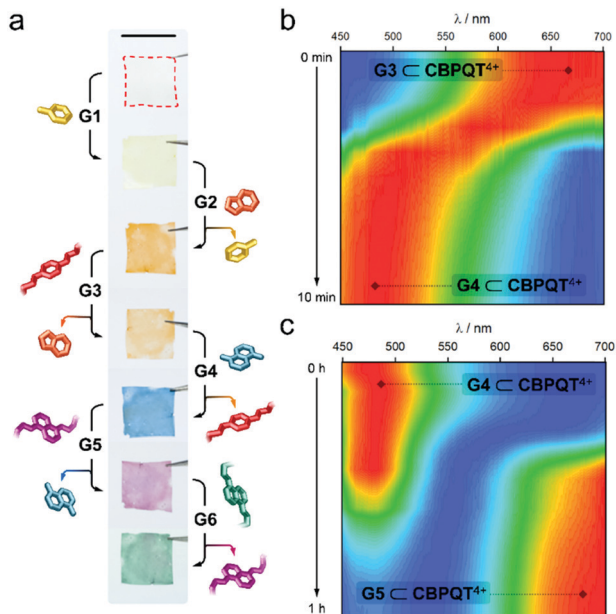 a
G1
G2
G3
G4
G5
G6
b
λ / nm
450 500 550 600 650 700
0 min
G3 ⊂ CBPQT4+
G4 ⊂ CBPQT4+
10 min
c
λ / nm
450 500 550 600 650 700
0 h
G4 ⊂ CBPQT4+
G5 ⊂ CBPQT4+
1 h